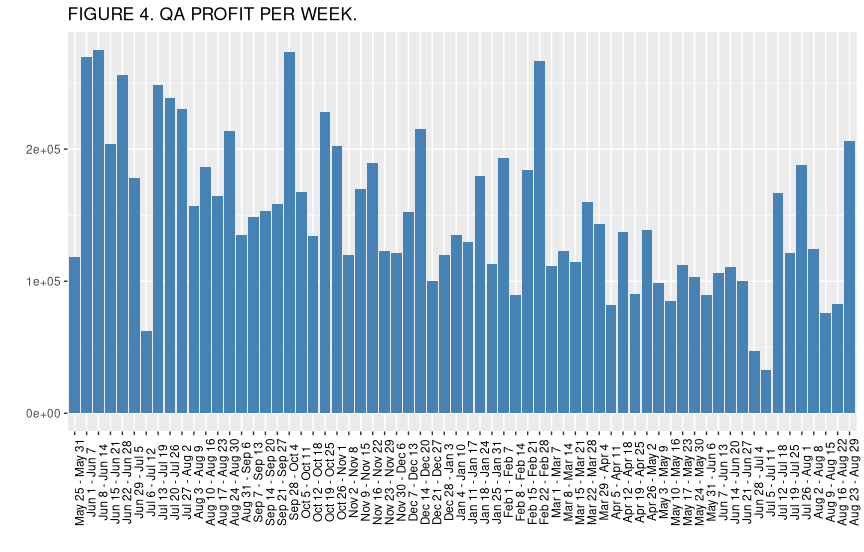 FIGURE 4. QA PROFIT PER WEEK.
2e+05
1e+05
0e+00
May 25 - May 31
Jun 1 - Jun 7
Jun 8 - Jun 14
Jun 15 - Jun 21
Jun 22 - Jun 28
Jun 29 - Jul 5
Jul 6 - Jul 12
Jul 13 - Jul 19
Jul 20 - Jul 26
Jul 27 - Aug 2
Aug 3 - Aug 9
Aug 10 - Aug 16
Aug 17 - Aug 23
Aug 24 - Aug 30
Aug 31 - Sep 6
Sep 7 - Sep 13
Sep 14 - Sep 20
Sep 21 - Sep 27
Sep 28 - Oct 4
Oct 5 - Oct 11
Oct 12 - Oct 18
Oct 19 - Oct 25
Oct 26 - Nov 1
Nov 2 - Nov 8
Nov 9 - Nov 15
Nov 16 - Nov 22
Nov 23 - Nov 29
Nov 30 - Dec 6
Dec 7 - Dec 13
Dec 14 - Dec 20
Dec 21 - Dec 27
Dec 28 - Jan 3
Jan 4 - Jan 10
Jan 11 - Jan 17
Jan 18 - Jan 24
Jan 25 - Jan 31
Feb 1 - Feb 7
Feb 8 - Feb 14
Feb 15 - Feb 21
Feb 22 - Feb 28
Mar 1 - Mar 7
Mar 8 - Mar 14
Mar 15 - Mar 21
Mar 22 - Mar 28
Mar 29 - Apr 4
Apr 5 - Apr 11
Apr 12 - Apr 18
Apr 19 - Apr 25
Apr 26 - May 2
May 3 - May 9
May 10 - May 16
May 17 - May 23
May 24 - May 30
May 31 - Jun 6
Jun 7 - Jun 13
Jun 14 - Jun 20
Jun 21 - Jun 27
Jun 28 - Jul 4
Jul 5 - Jul 11
Jul 12 - Jul 18
Jul 19 - Jul 25
Jul 26 - Aug 1
Aug 2 - Aug 8
Aug 9 - Aug 15
Aug 16 - Aug 22
Aug 23 - Aug 29